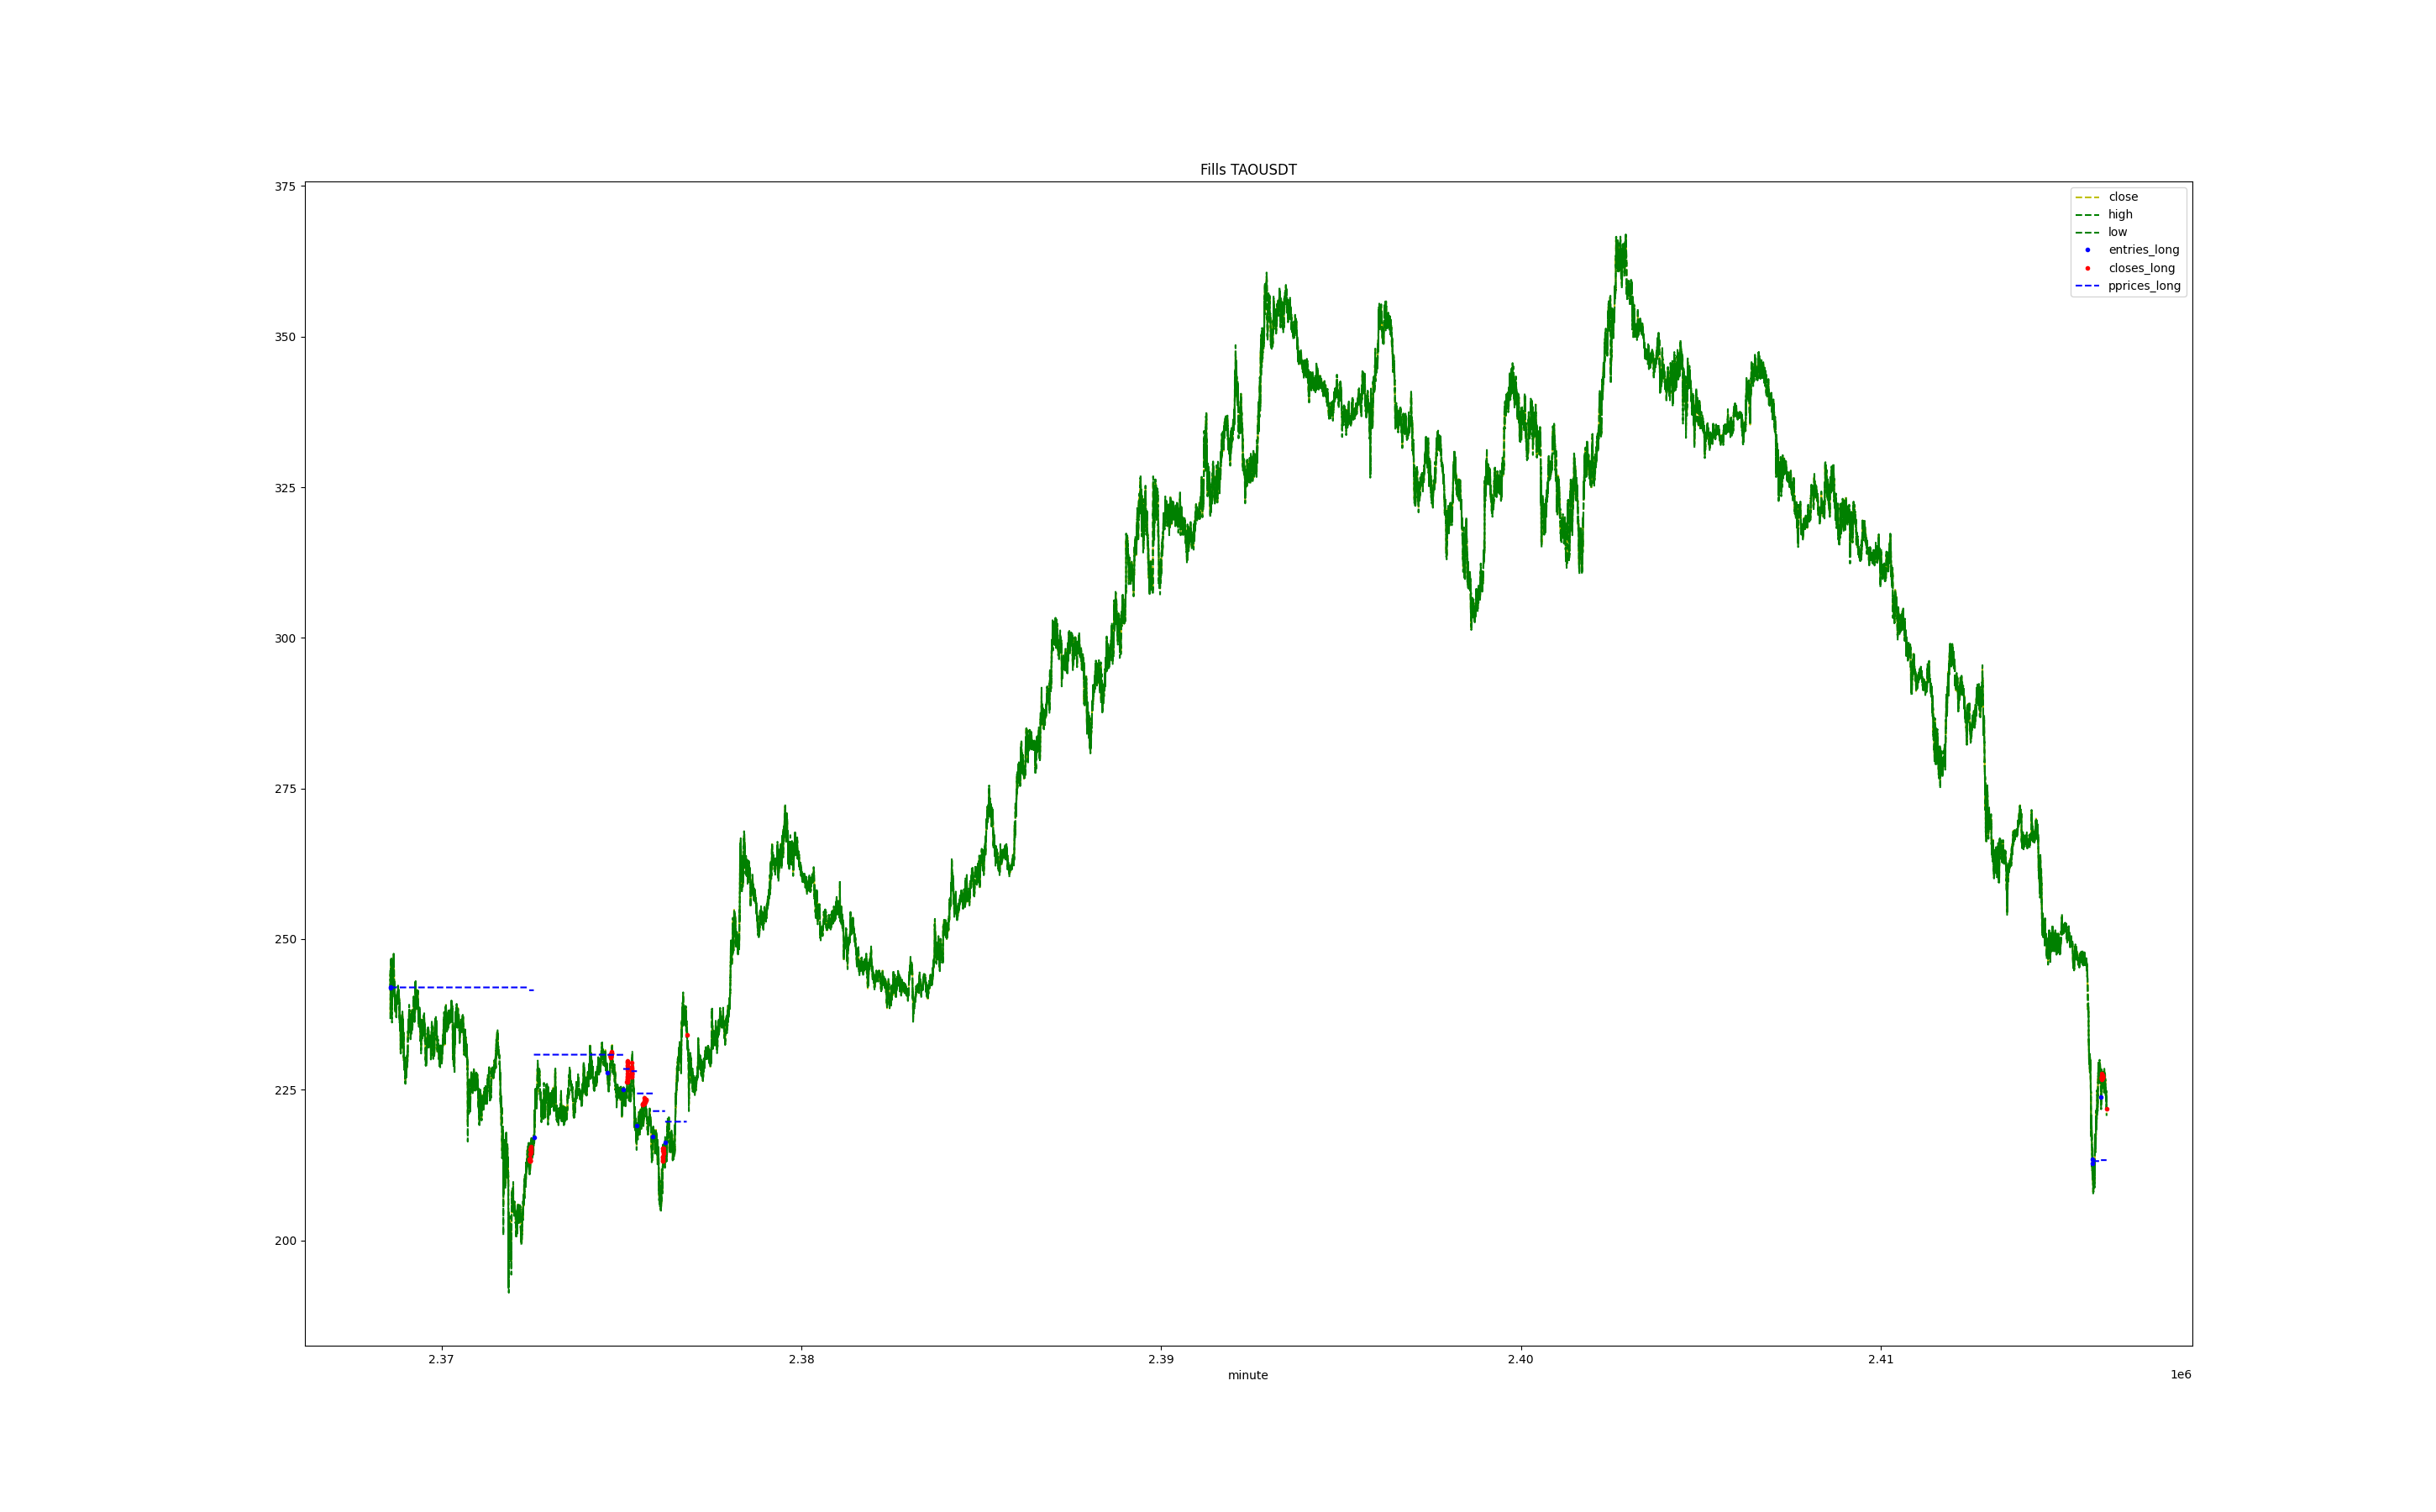 Fills TAOUSDT
375
350
325
300
275
250
225
200
close
high
low
entries_long
closes_long
pprices_long
2.37 2.38 2.39 2.40 2.41
minute
1e6